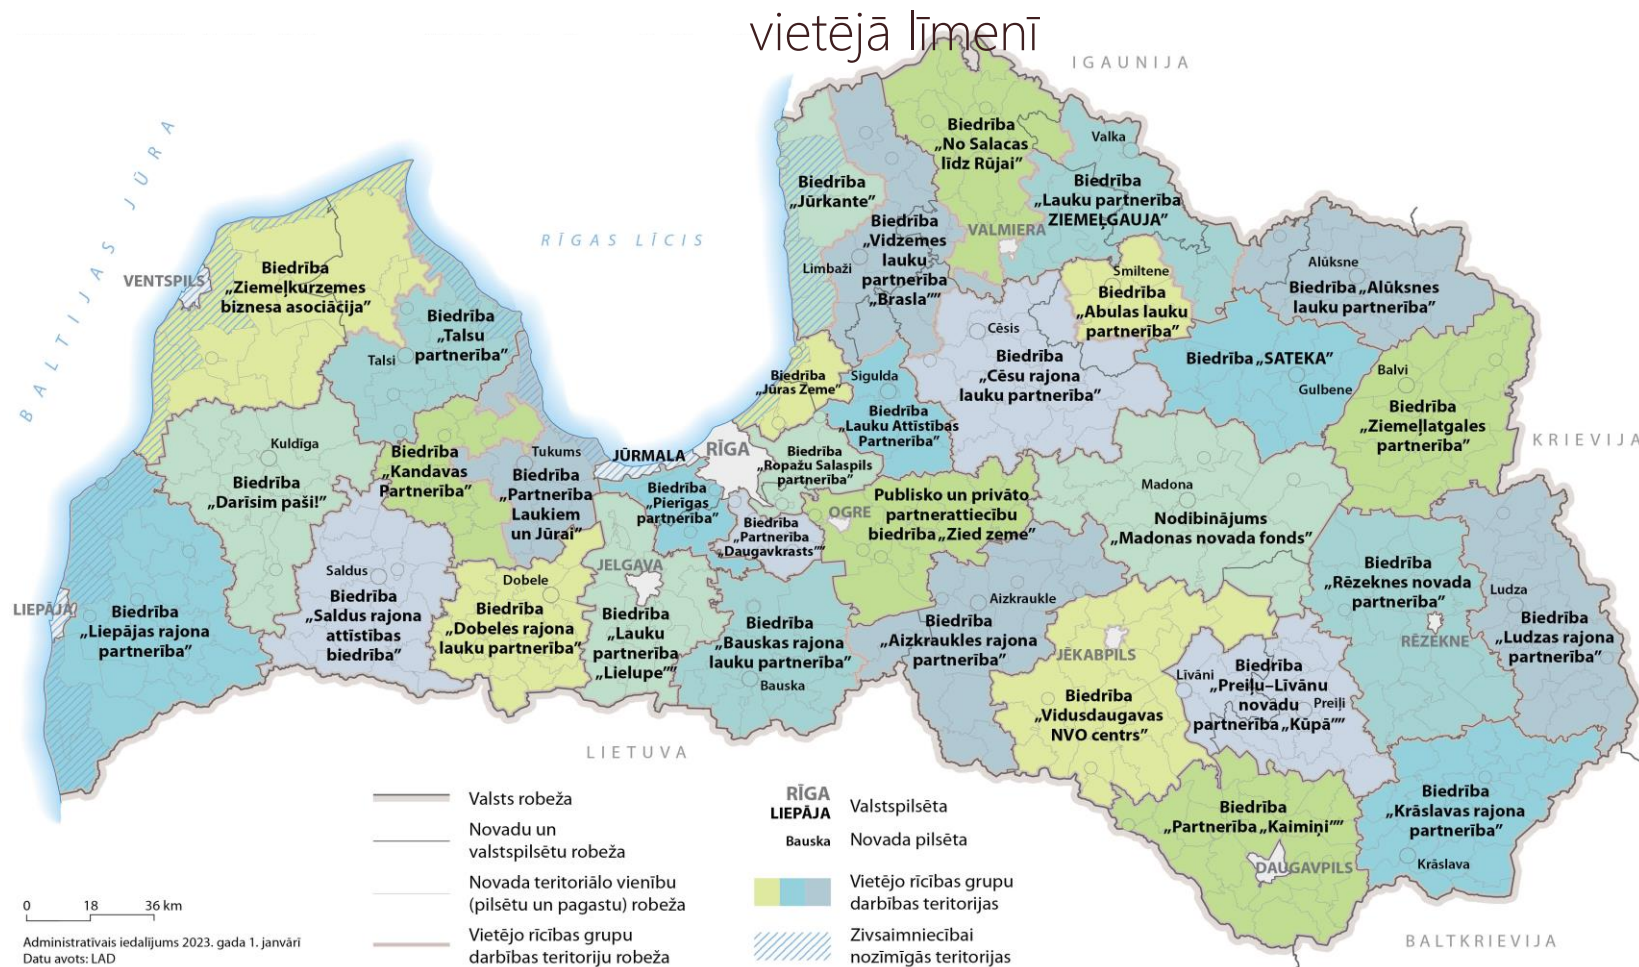 vietējā līmenī
IGAUNIJA
BALTIJAS JŪRA
RĪGAS LĪCIS
VENTSPILS
Biedrība
„Ziemeļkurzemes
biznesa asociācija”
Biedrība
„Talsu
partnerība”
Talsi
Kuldīga
Biedrība
„Darīsim paši!”
Biedrība
„Kandavas
Partnerība”
Tukums
Biedrība
„Partnerība
Laukiem
un Jūrai”
JŪRMALA
RĪGA
LIEPĀJA
Biedrība
„Liepājas rajona
partnerība”
Saldus
Biedrība
„Saldus rajona
attīstības
biedrība”
Dobele
Biedrība
„Dobeles rajona
lauku partnerība”
JELGAVA
Biedrība
„Lauku
partnerība
„Lielupe””
Biedrība
„Pierīgas
partnerība”
Biedrība
„Partnerība
„Daugavkrasts””
Biedrība
„Bauskas rajona
lauku partnerība”
Bauska
Biedrība
„Jūrkante”
Limbaži
Biedrība
„Vidzemes
lauku
partnerība
„Brasla””
Biedrība
„No Salacas
līdz Rūjai”
VALMIERA
Valka
Biedrība
„Lauku partnerība
ZIEMEĻGAUJA”
Smiltene
Biedrība
„Abulas lauku
partnerība”
Alūksne
Biedrība „Alūksnes
lauku partnerība”
Cēsis
Biedrība
„Cēsu rajona
lauku partnerība”
Biedrība „SATEKA”
Gulbene
Balvi
Biedrība
„Ziemeļlatgales
partnerība”
KRIEVIJA
Biedrība
„Jūras Zeme”
Sigulda
Biedrība
„Lauku Attīstības
Partnerība”
Biedrība
„Ropažu Salaspils
partnerība”
OGRE
Publisko un privāto
partnerattiecību
biedrība „Zied zeme”
Madona
Nodibinājums
„Madonas novada fonds”
Aizkraukle
Biedrība
„Aizkraukles rajona
partnerība”
JĒKABPILS
Biedrība
„Vidusdaugavas
NVO centrs”
Līvāni
Biedrība
„Preiļu–Līvānu
novadu
partnerība „Kūpā””
Preiļi
Biedrība
„Rēzeknes novada
partnerība”
RĒZEKNE
Ludza
Biedrība
„Ludzas rajona
partnerība”
Biedrība
„Partnerība „Kaimiņi””
DAUGAVPILS
Biedrība
„Krāslavas rajona
partnerība”
Krāslava
LIETUVA
BALTKRIEVIJA
Valsts robeža
Novadu un
valstspilsētu robeža
Novada teritoriālo vienību
(pilsētu un pagastu) robeža
Vietējo rīcības grupu
darbības teritoriju robeža
RĪGA
LIEPĀJA
Valstspilsēta
Bauska
Novada pilsēta
Vietējo rīcības grupu
darbības teritorijas
Zivsaimniecībai
nozīmīgās teritorijas
0 18 36 km
Administratīvais iedalījums 2023. gada 1. janvārī
Datu avots: LAD